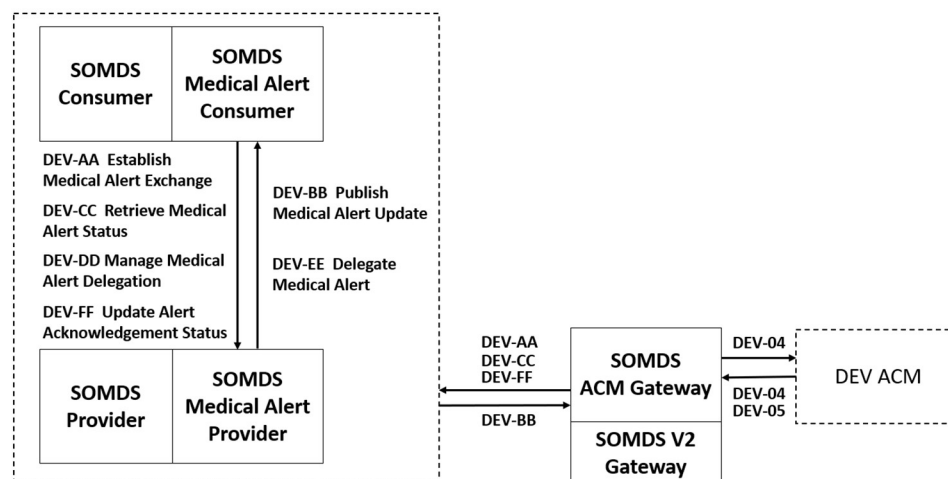 SOMDS
Consumer
SOMDS
Medical Alert
Consumer
DEV-AA Establish
Medical Alert Exchange
DEV-CC Retrieve Medical
Alert Status
DEV-DD Manage Medical
Alert Delegation
DEV-FF Update Alert
Acknowledgement Status
DEV-BB Publish
Medical Alert Update
DEV-EE Delegate
Medical Alert
SOMDS
Provider
SOMDS
Medical Alert
Provider
DEV-AA
DEV-CC
DEV-FF
DEV-BB
SOMDS
ACM Gateway
SOMDS V2
Gateway
DEV-04
DEV-04
DEV-05
DEV ACM